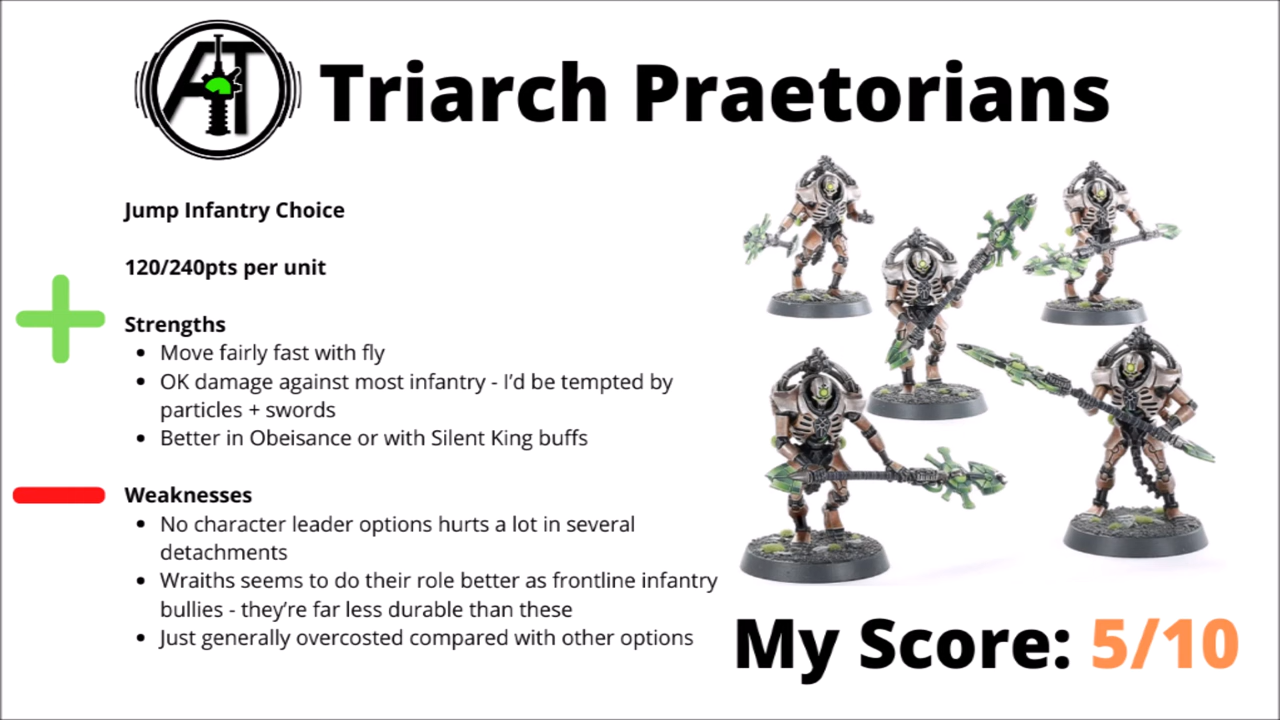 AT
Triarch Praetorians
Jump Infantry Choice
120/240pts per unit
Strengths
• Move fairly fast with fly
• OK damage against most infantry - I'd be tempted by
particles + swords
• Better in Obeisance or with Silent King buffs
Weaknesses
• No character leader options hurts a lot in several
detachments
• Wraiths seems to do their role better as frontline infantry
bullies - they're far less durable than these
• Just generally overcosted compared with other options
My Score: 5/10